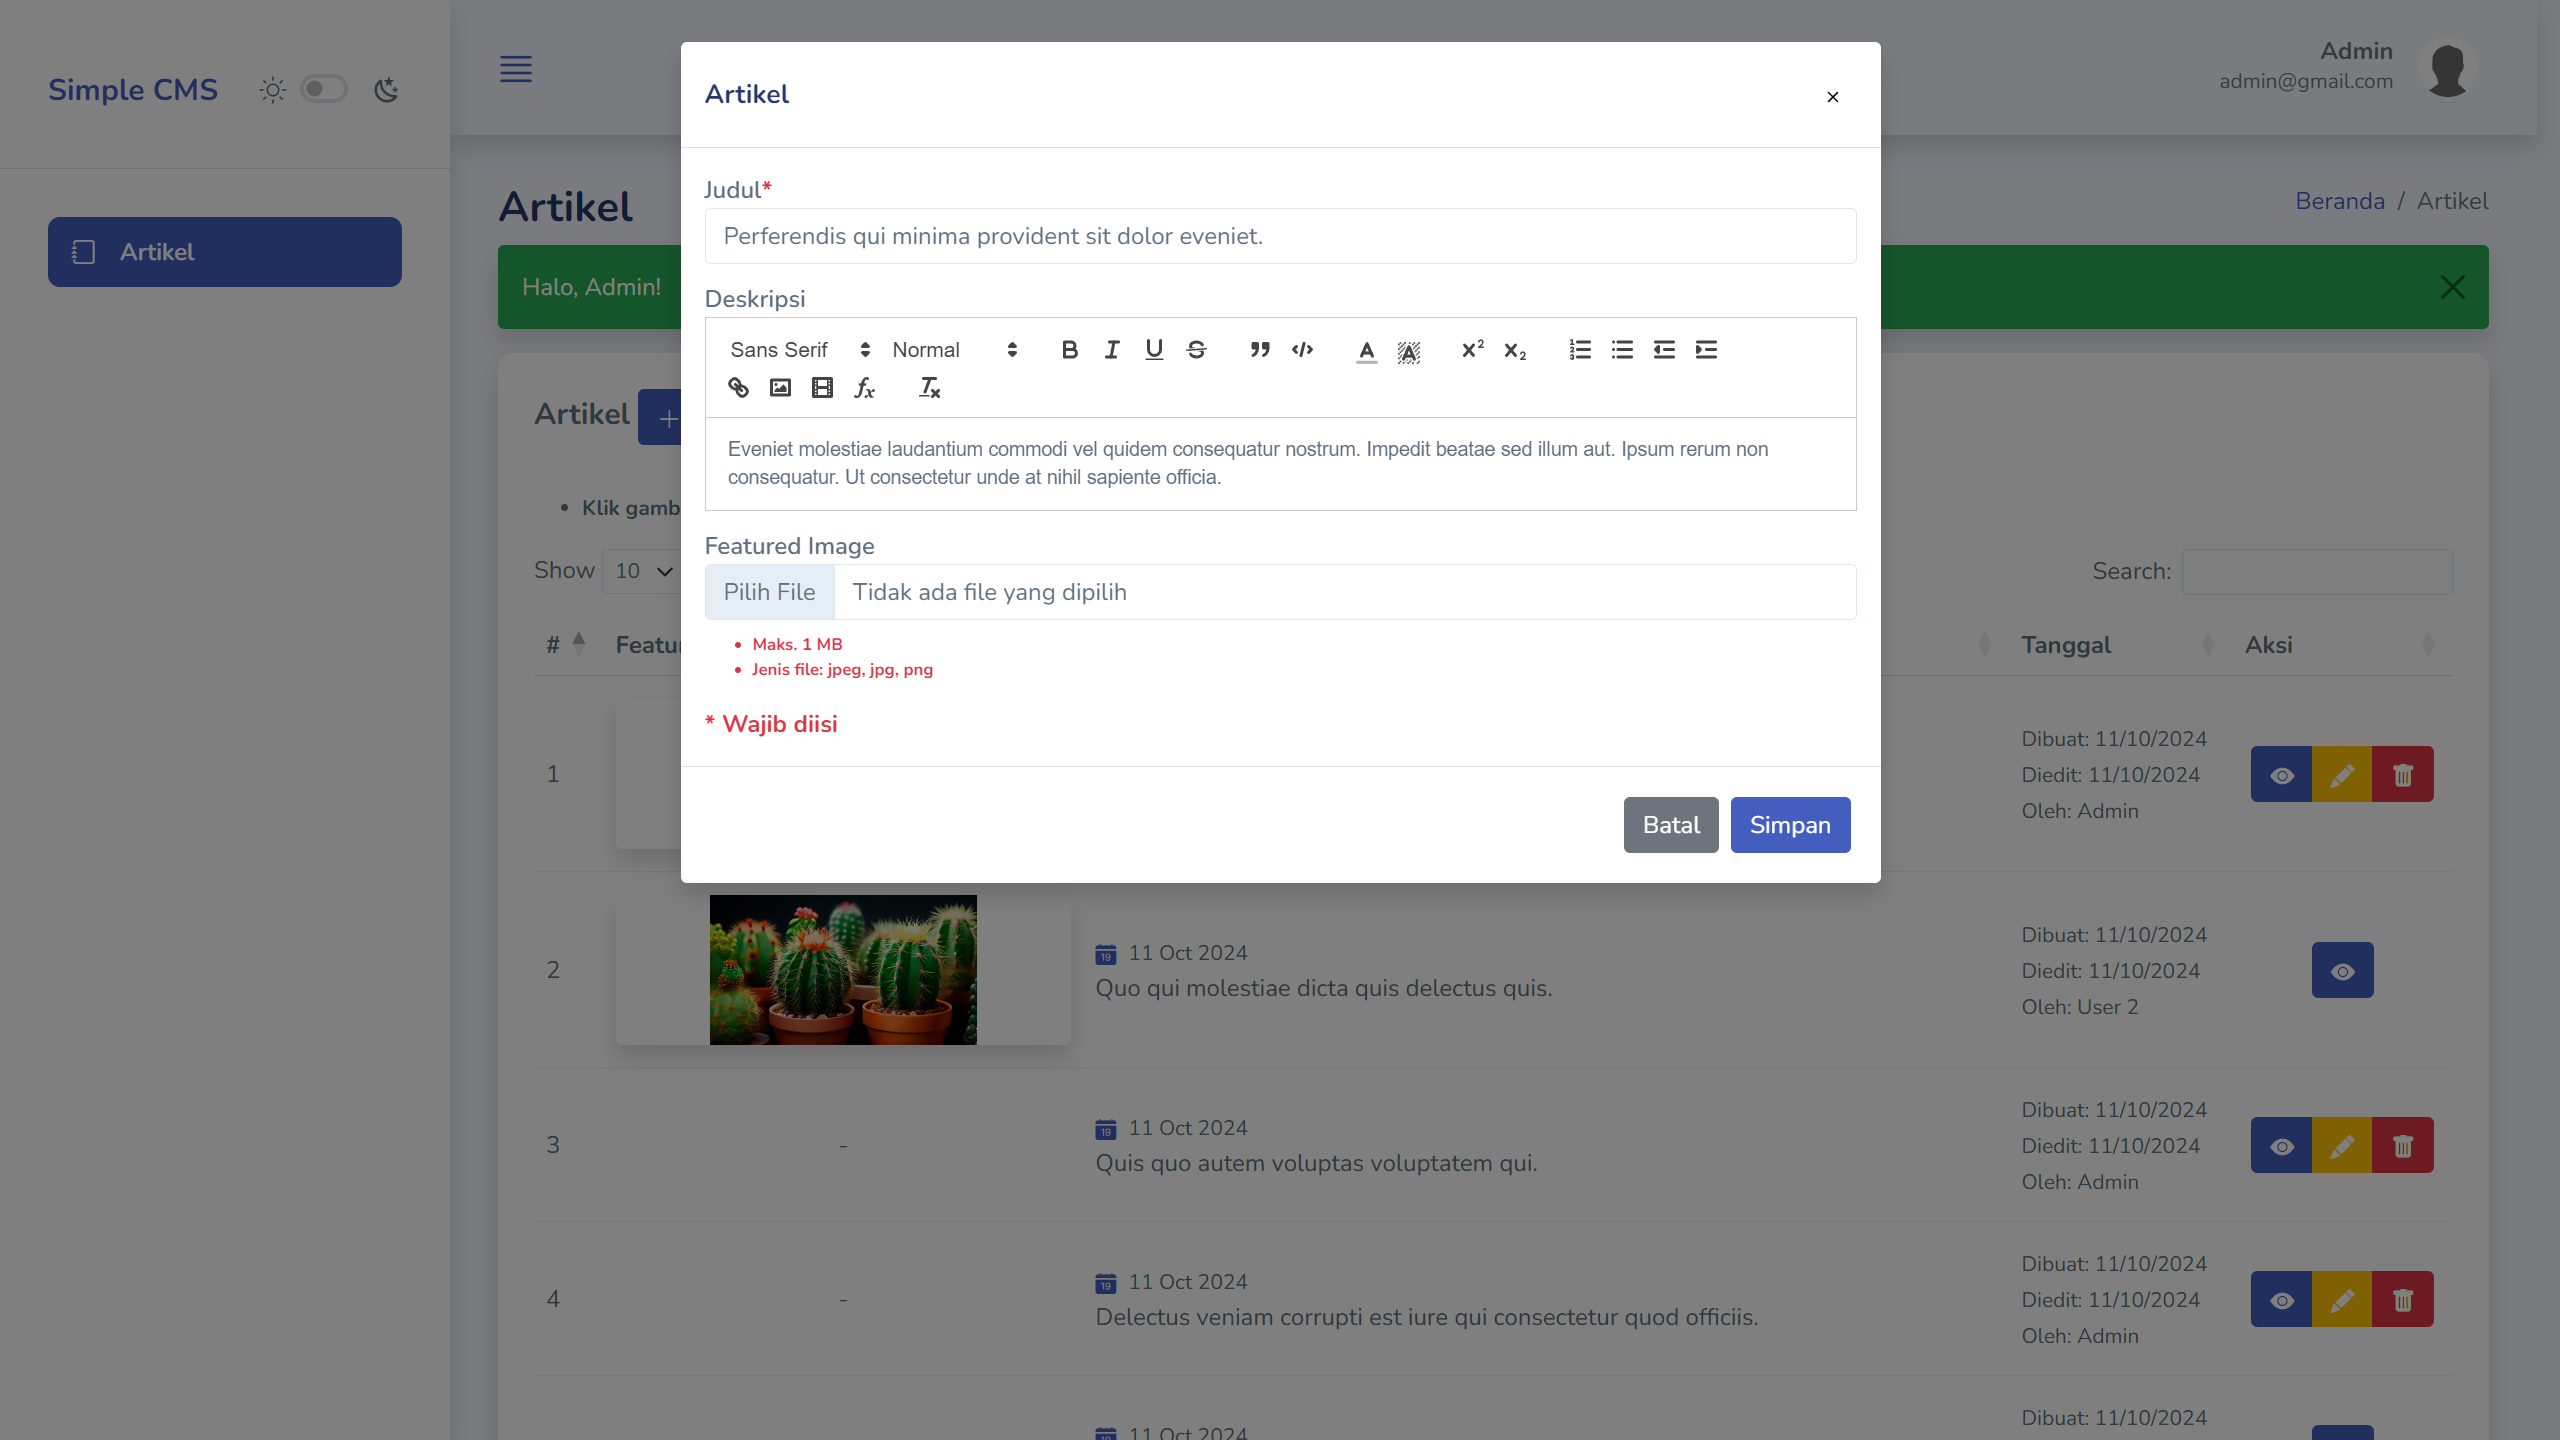 Simple CMS
Artikel
Admin
admin@gmail.com
Artikel
Beranda / Artikel
Halo, Admin!
Artikel
Klik gamb
Show 10
Search:
# Featur Tanggal Aksi
1
Dibuat: 11/10/2024
Diedit: 11/10/2024
Oleh: Admin
2
11 Oct 2024
Quo qui molestiae dicta quis delectus quis.
Dibuat: 11/10/2024
Diedit: 11/10/2024
Oleh: User 2
3
-
11 Oct 2024
Quis quo autem voluptas voluptatem qui.
Dibuat: 11/10/2024
Diedit: 11/10/2024
Oleh: Admin
4
-
11 Oct 2024
Delectus veniam corrupti est iure qui consectetur quod officiis.
Dibuat: 11/10/2024
Diedit: 11/10/2024
Oleh: Admin
11 Oct 2024
Dibuat: 11/10/2024
Artikel
×
Judul*
Perferendis qui minima provident sit dolor eveniet.
Deskripsi
Sans Serif Normal
Eveniet molestiae laudantium commodi vel quidem consequatur nostrum. Impedit beatae sed illum aut. Ipsum rerum non
consequatur. Ut consectetur unde at nihil sapiente officia.
Featured Image
Pilih File Tidak ada file yang dipilih
Maks. 1 MB
Jenis file: jpeg, jpg, png
* Wajib diisi
Batal Simpan